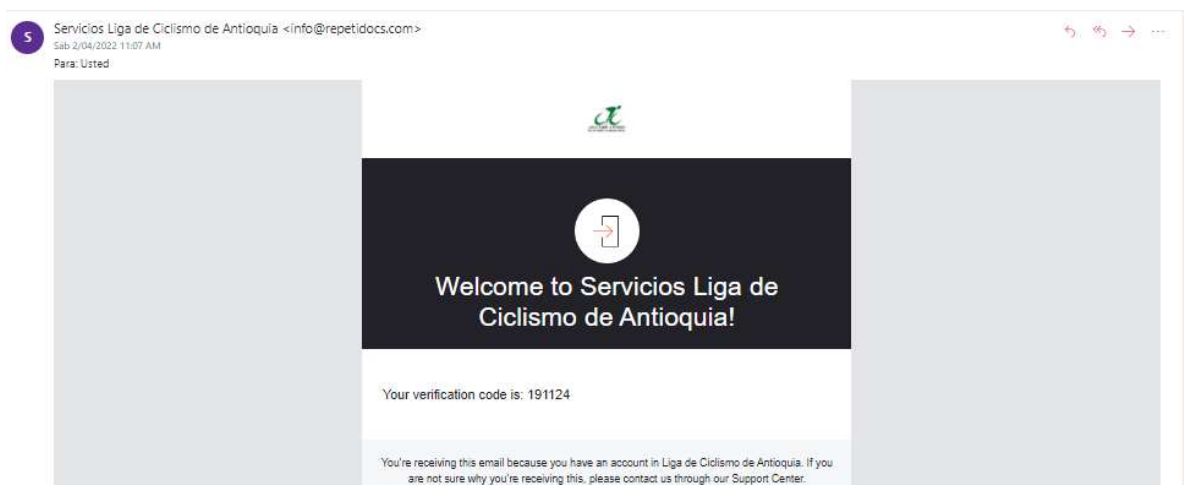 S
Servicios Liga de Ciclismo de Antioquia <info@repetidocs.com>
Sab 2/04/2022 11:07 AM
Para: Usted
Welcome to Servicios Liga de
Ciclismo de Antioquia!
Your verification code is: 191124
You're receiving this email because you have an account in Liga de Ciclismo de Antioquia. If you
are not sure why you're receiving this, please contact us through our Support Center.